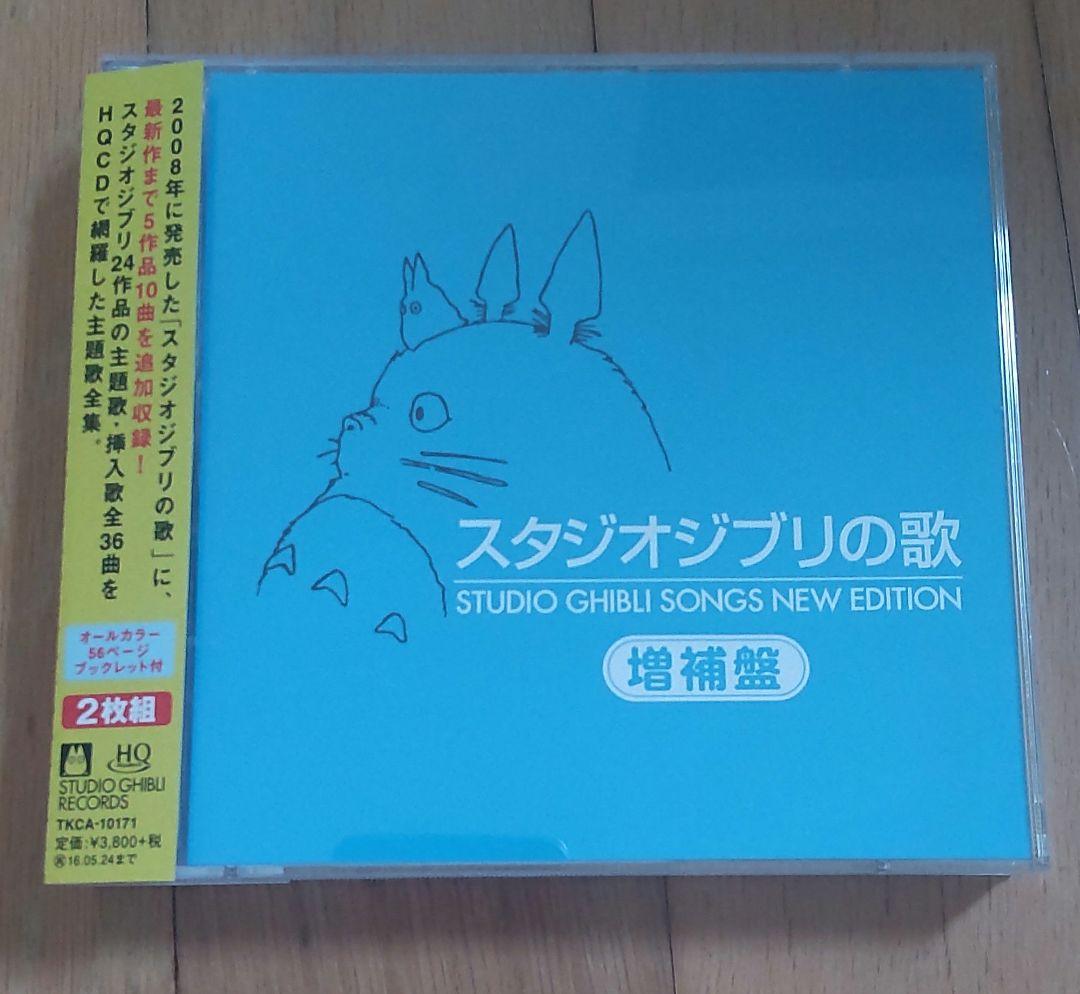 2008年に発売した「スタジオジブリの歌」に、
最新作まで5作品10曲を追加収録!
スタジオジブリ24作品の主題歌・挿入歌全36曲を
HQCDで網羅した主題歌全集。
オールカラー
56ページ
ブックレット付
2枚組
HQ
STUDIO GHIBLI
RECORDS
TKCA-10171
定価:¥3,800+税
㋬16.05.24まで
スタジオジブリの歌
STUDIO GHIBLI SONGS NEW EDITION
増補盤